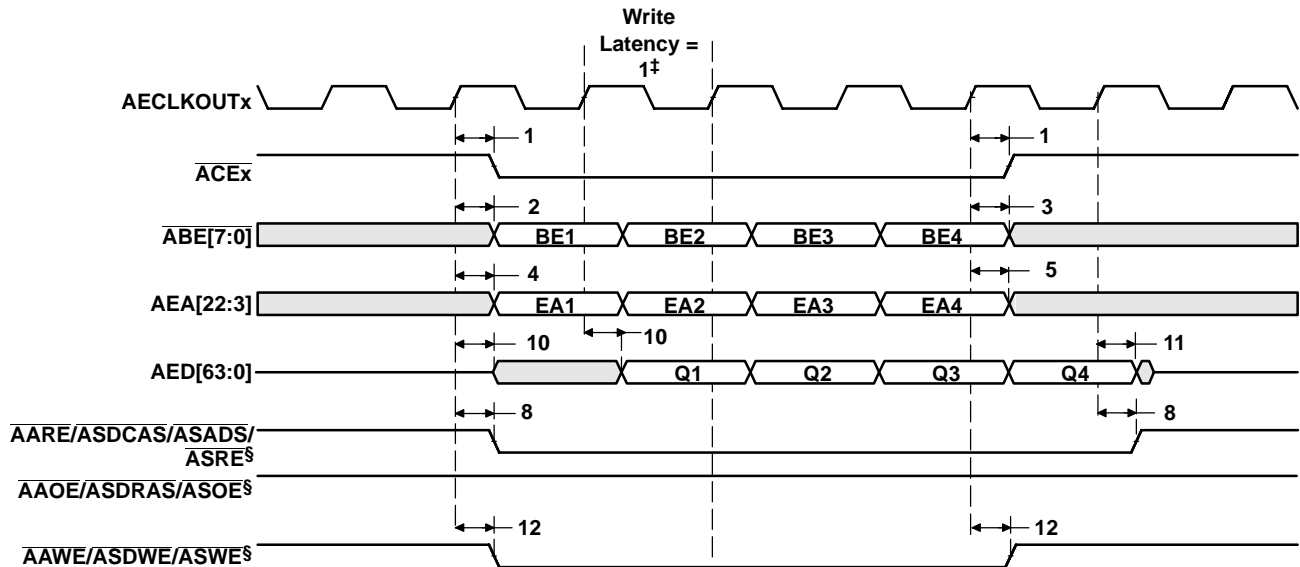 Write
Latency =
1‡
AECLKOUTx
1 1
ACEx
2 3
ABE[7:0] BE1 BE2 BE3 BE4
4 5
AEA[22:3] EA1 EA2 EA3 EA4
10 10 11
AED[63:0] Q1 Q2 Q3 Q4
8 8
AARE/ASDCAS/ASADS/
ASRE§
AAOE/ASDRAS/ASOE§
12 12
AAWE/ASDWE/ASWE§